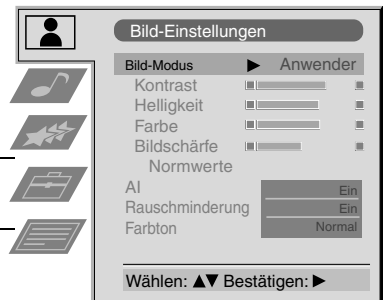 Bild-Einstellungen
Bild-Modus ▶ Anwender
Kontrast
Helligkeit
Farbe
Bildschärfe
Normwerte
AI Ein
Rauschminderung Ein
Farbton Normal
Wählen: ▲▼ Bestätigen: ▶